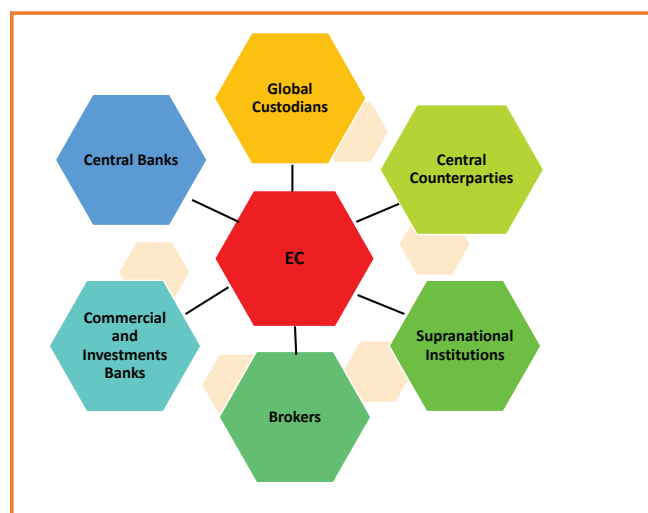 Global
Custodians
Central Banks
Central
Counterparties
EC
Commercial
and
Investments
Banks
Supranational
Institutions
Brokers